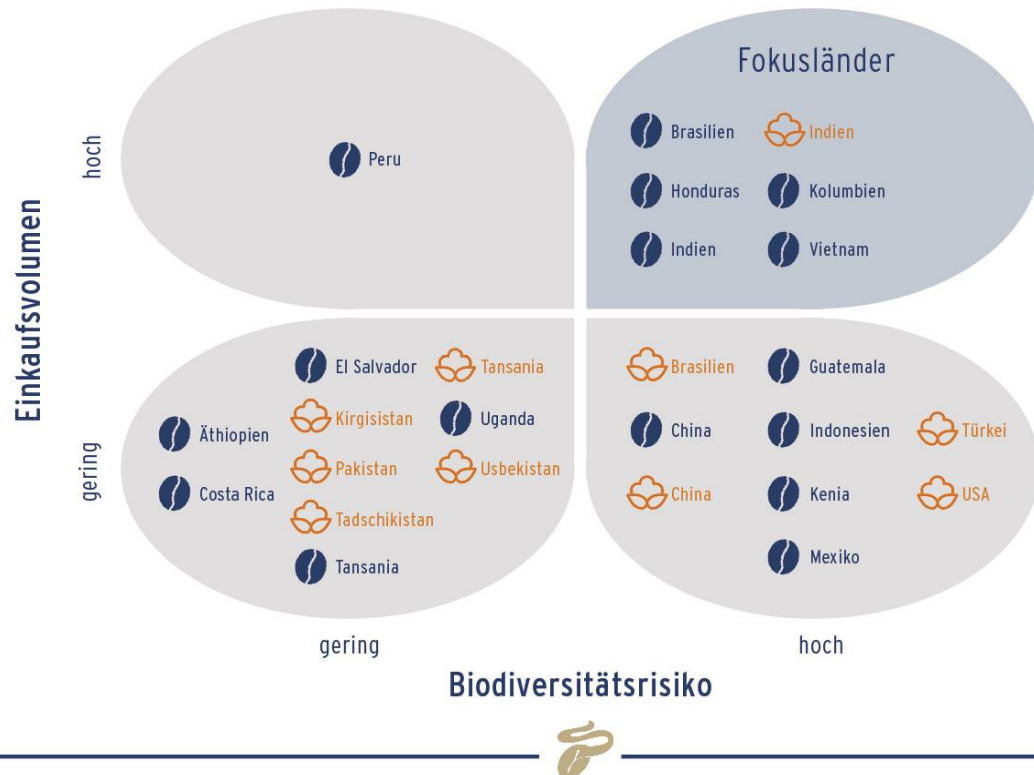 Fokusländer
hoch
Peru
Brasilien
Indien
Honduras
Kolumbien
Indien
Vietnam
Einkaufsvolumen
gering
El Salvador
Tansania
Äthiopien
Kirgisistan
Uganda
Costa Rica
Pakistan
Usbekistan
Tadschikistan
Tansania
Brasilien
Guatemala
China
Indonesien
Türkei
China
Kenia
USA
Mexiko
gering
hoch
Biodiversitätsrisiko